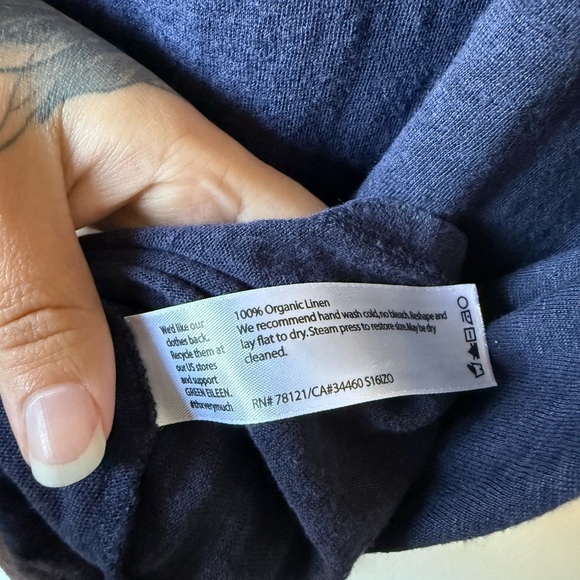 We'd like our
clothes back.
Recycle them at
our US stores
and support
GREEN EILEEN.
#thxverymuch
100% Organic Linen
We recommend hand wash cold, no bleach. Reshape and
lay flat to dry. Steam press to restore size. May be dry
cleaned.
RN# 78121/CA#34460 S16IZO